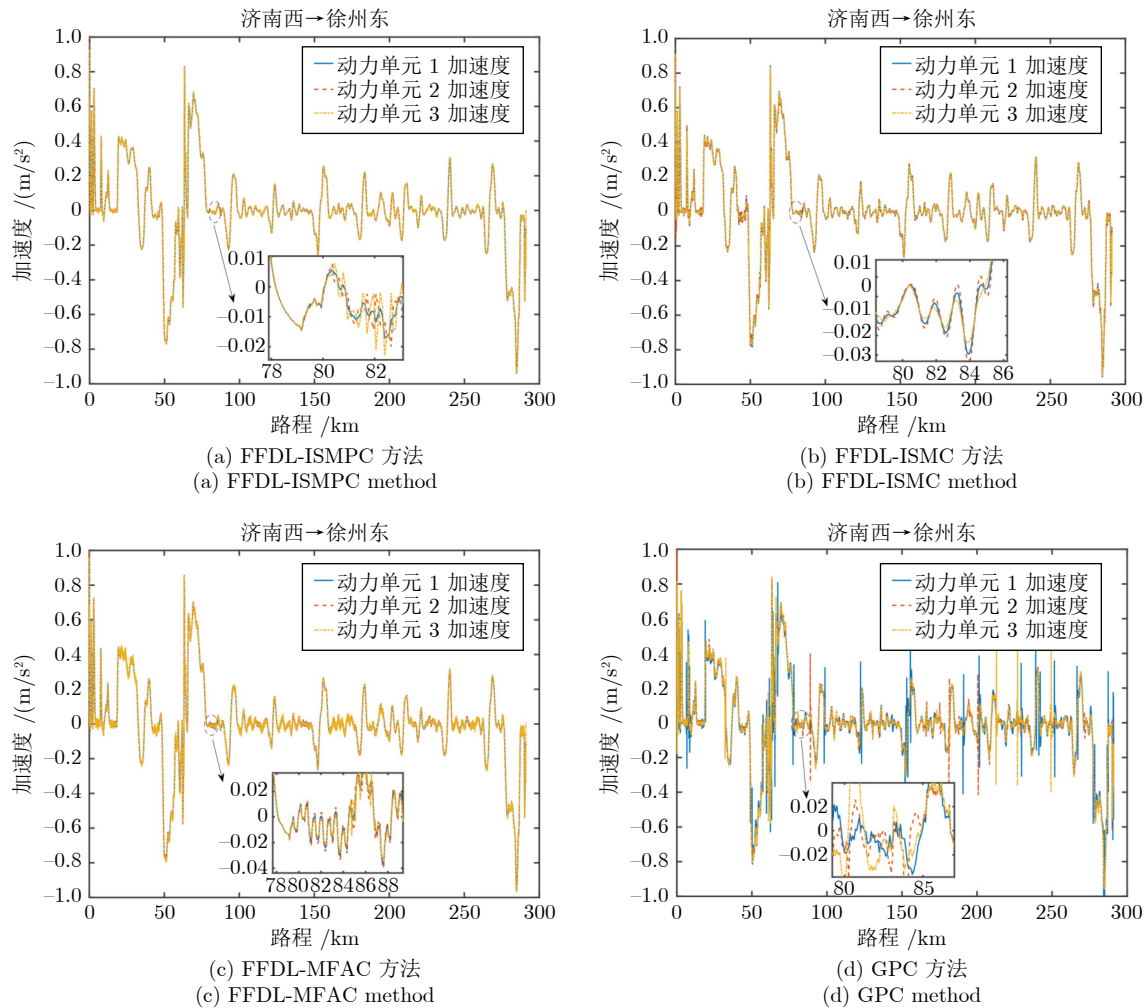 济南西→徐州东
1.0
0.8
0.6
0.4
0.2
0
−0.2
−0.4
−0.6
−0.8
−1.0
加速度 /(m/s²)
动力单元 1 加速度
动力单元 2 加速度
动力单元 3 加速度
0.01
0
−0.01
−0.02
78 80 82
0 50 100 150 200 250 300
路程 /km
(a) FFDL-ISMPC 方法
(a) FFDL-ISMPC method
济南西→徐州东
1.0
0.8
0.6
0.4
0.2
0
−0.2
−0.4
−0.6
−0.8
−1.0
加速度 /(m/s²)
动力单元 1 加速度
动力单元 2 加速度
动力单元 3 加速度
0.01
0
−0.01
−0.02
−0.03
80 82 84 86
0 50 100 150 200 250 300
路程 /km
(b) FFDL-ISMC 方法
(b) FFDL-ISMC method
济南西→徐州东
1.0
0.8
0.6
0.4
0.2
0
−0.2
−0.4
−0.6
−0.8
−1.0
加速度 /(m/s²)
动力单元 1 加速度
动力单元 2 加速度
动力单元 3 加速度
0.02
0
−0.02
−0.04
78 80 82 84 86 88
0 50 100 150 200 250 300
路程 /km
(c) FFDL-MFAC 方法
(c) FFDL-MFAC method
济南西→徐州东
1.0
0.8
0.6
0.4
0.2
0
−0.2
−0.4
−0.6
−0.8
−1.0
加速度 /(m/s²)
动力单元 1 加速度
动力单元 2 加速度
动力单元 3 加速度
0.02
0
−0.02
80 85
0 50 100 150 200 250 300
路程 /km
(d) GPC 方法
(d) GPC method